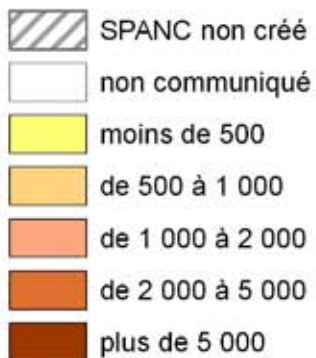 SPANC non créé
non communiqué
moins de 500
de 500 à 1 000
de 1 000 à 2 000
de 2 000 à 5 000
plus de 5 000